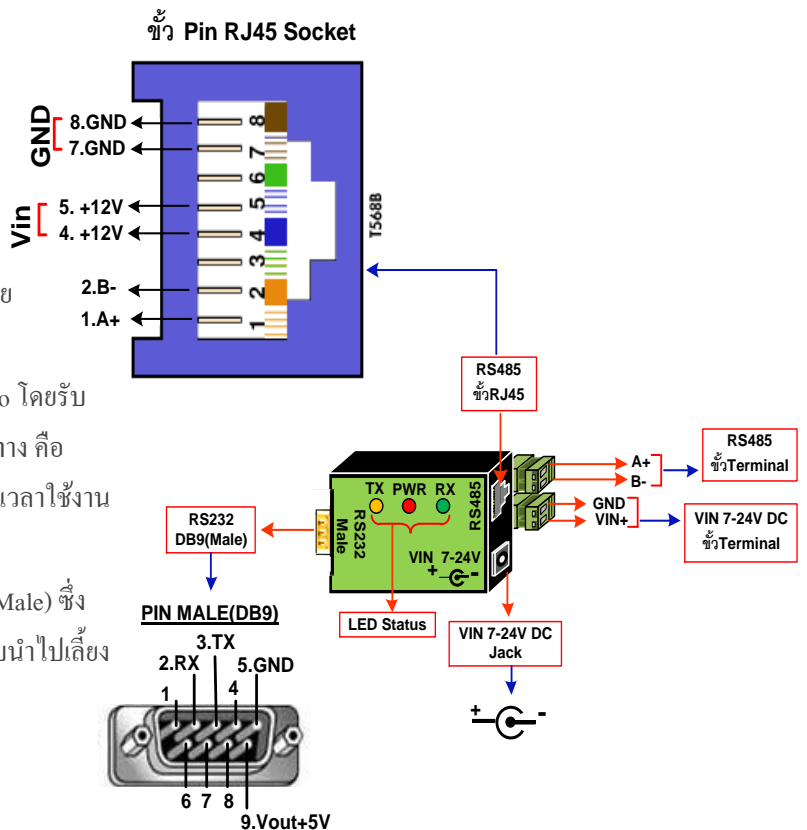 ขั้ว Pin RJ45 Socket
GND
8.GND
7.GND
Vin
5. +12V
4. +12V
2.B-
1.A+
8
7
6
5
4
3
2
1
T568B
โดยรับ
ทาง คือ
เวลาใช้งาน
Male) ซึ่ง
นำไปเลี้ยง
RS485
ขั้วRJ45
TX PWR RX
RS485
RS232
Male
VIN 7-24V
+ -
A+
B-
GND
VIN+
RS485
ขั้วTerminal
VIN 7-24V DC
ขั้วTerminal
RS232
DB9(Male)
LED Status
VIN 7-24V DC
Jack
+ -
PIN MALE(DB9)
3.TX
2.RX
5.GND
1
4
6
7
8
9.Vout+5V